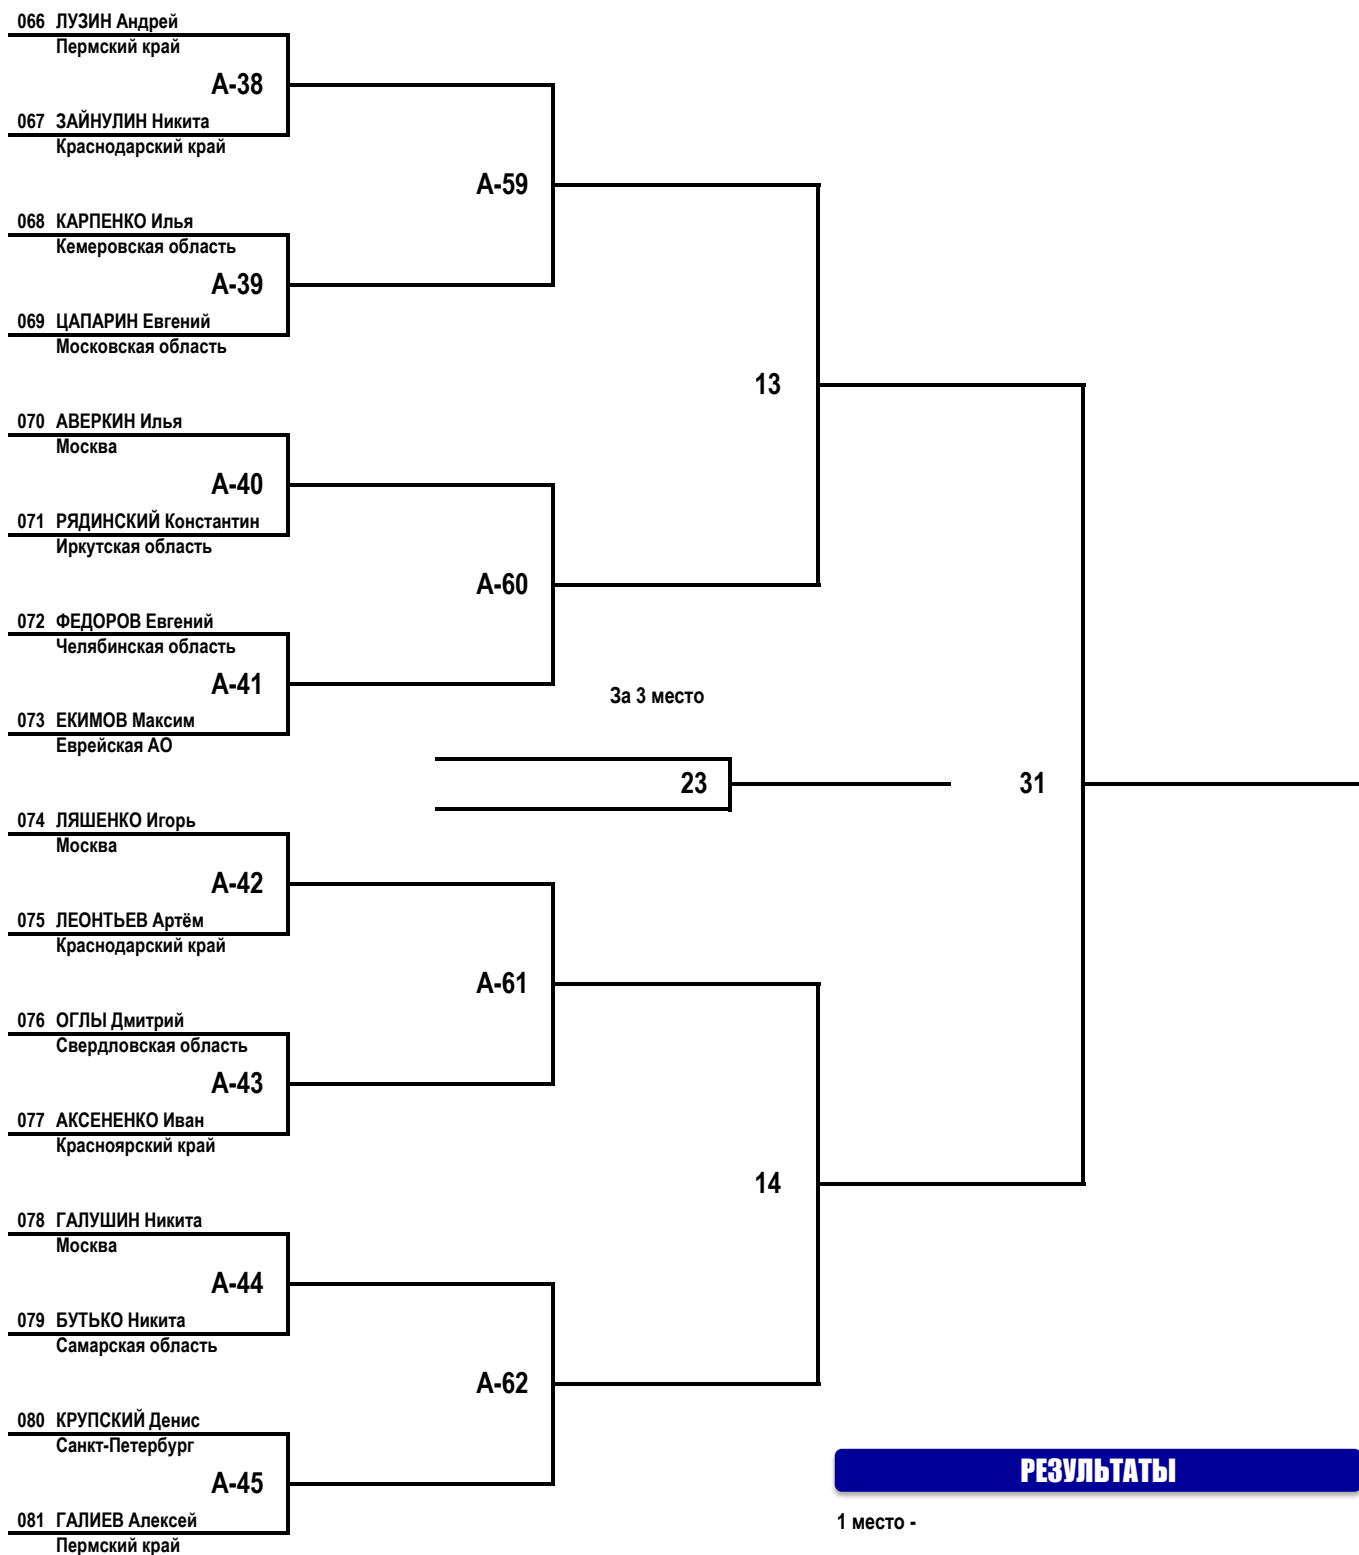 066 ЛУЗИН Андрей
Пермский край
А-38
067 ЗАЙНУЛИН Никита
Краснодарский край
А-59
068 КАРПЕНКО Илья
Кемеровская область
А-39
069 ЦАПАРИН Евгений
Московская область
13
070 АВЕРКИН Илья
Москва
А-40
071 РЯДИНСКИЙ Константин
Иркутская область
А-60
072 ФЕДОРОВ Евгений
Челябинская область
А-41
За 3 место
073 ЕКИМОВ Максим
Еврейская АО
23
31
074 ЛЯШЕНКО Игорь
Москва
А-42
075 ЛЕОНТЬЕВ Артём
Краснодарский край
А-61
076 ОГЛЫ Дмитрий
Свердловская область
А-43
077 АКСЕНЕНКО Иван
Красноярский край
14
078 ГАЛУШИН Никита
Москва
А-44
079 БУТЬКО Никита
Самарская область
А-62
080 КРУПСКИЙ Денис
Санкт-Петербург
РЕЗУЛЬТАТЫ
А-45
081 ГАЛИЕВ Алексей
1 место -
Пермский край